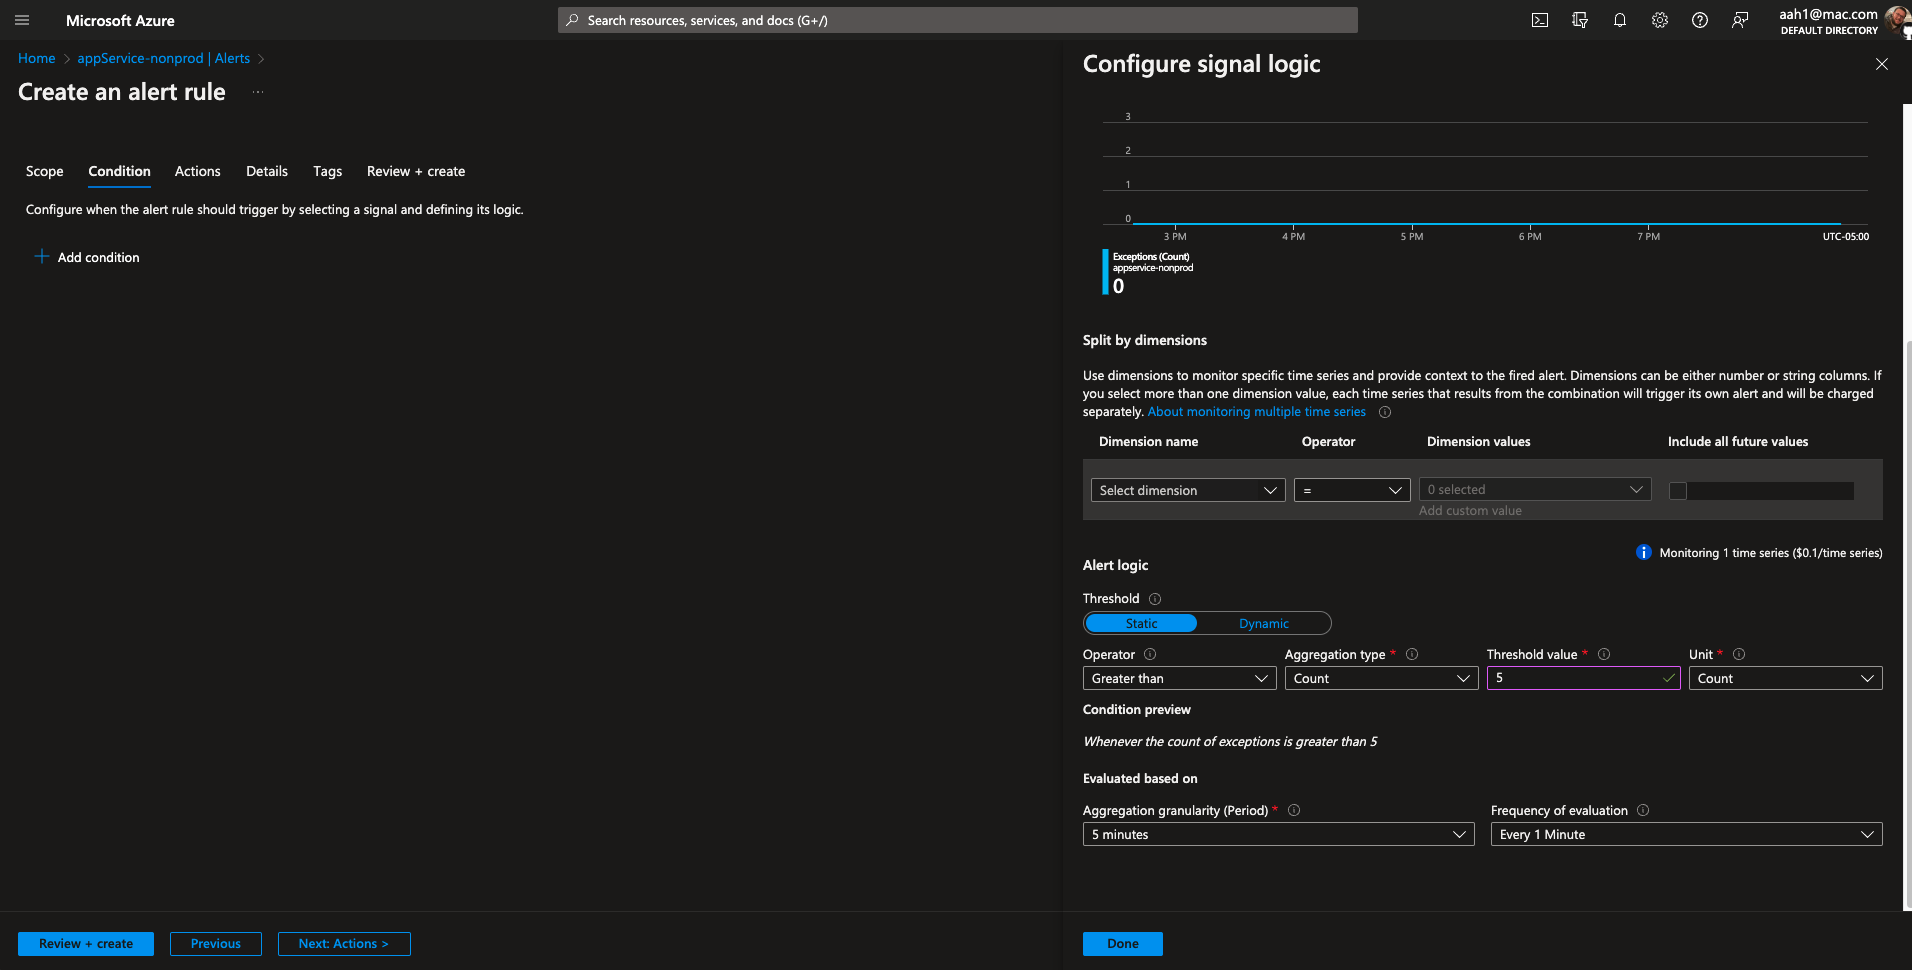 Microsoft Azure
Search resources, services, and docs (G+/)
aah1@mac.com
DEFAULT DIRECTORY
Home > appService-nonprod | Alerts >
Create an alert rule ...
Scope Condition Actions Details Tags Review + create
Configure when the alert rule should trigger by selecting a signal and defining its logic.
+ Add condition
Review + create Previous Next: Actions >
Configure signal logic
3
2
1
0
3 PM 4 PM 5 PM 6 PM 7 PM UTC-05:00
Exceptions (Count)
appservice-nonprod
0
Split by dimensions
Use dimensions to monitor specific time series and provide context to the fired alert. Dimensions can be either number or string columns. If
you select more than one dimension value, each time series that results from the combination will trigger its own alert and will be charged
separately. About monitoring multiple time series
Dimension name Operator Dimension values Include all future values
Select dimension = 0 selected
Add custom value
Monitoring 1 time series ($0.1/time series)
Alert logic
Threshold
Static Dynamic
Operator Aggregation type * Threshold value * Unit *
Greater than Count 5 Count
Condition preview
Whenever the count of exceptions is greater than 5
Evaluated based on
Aggregation granularity (Period) * Frequency of evaluation
5 minutes Every 1 Minute
Done